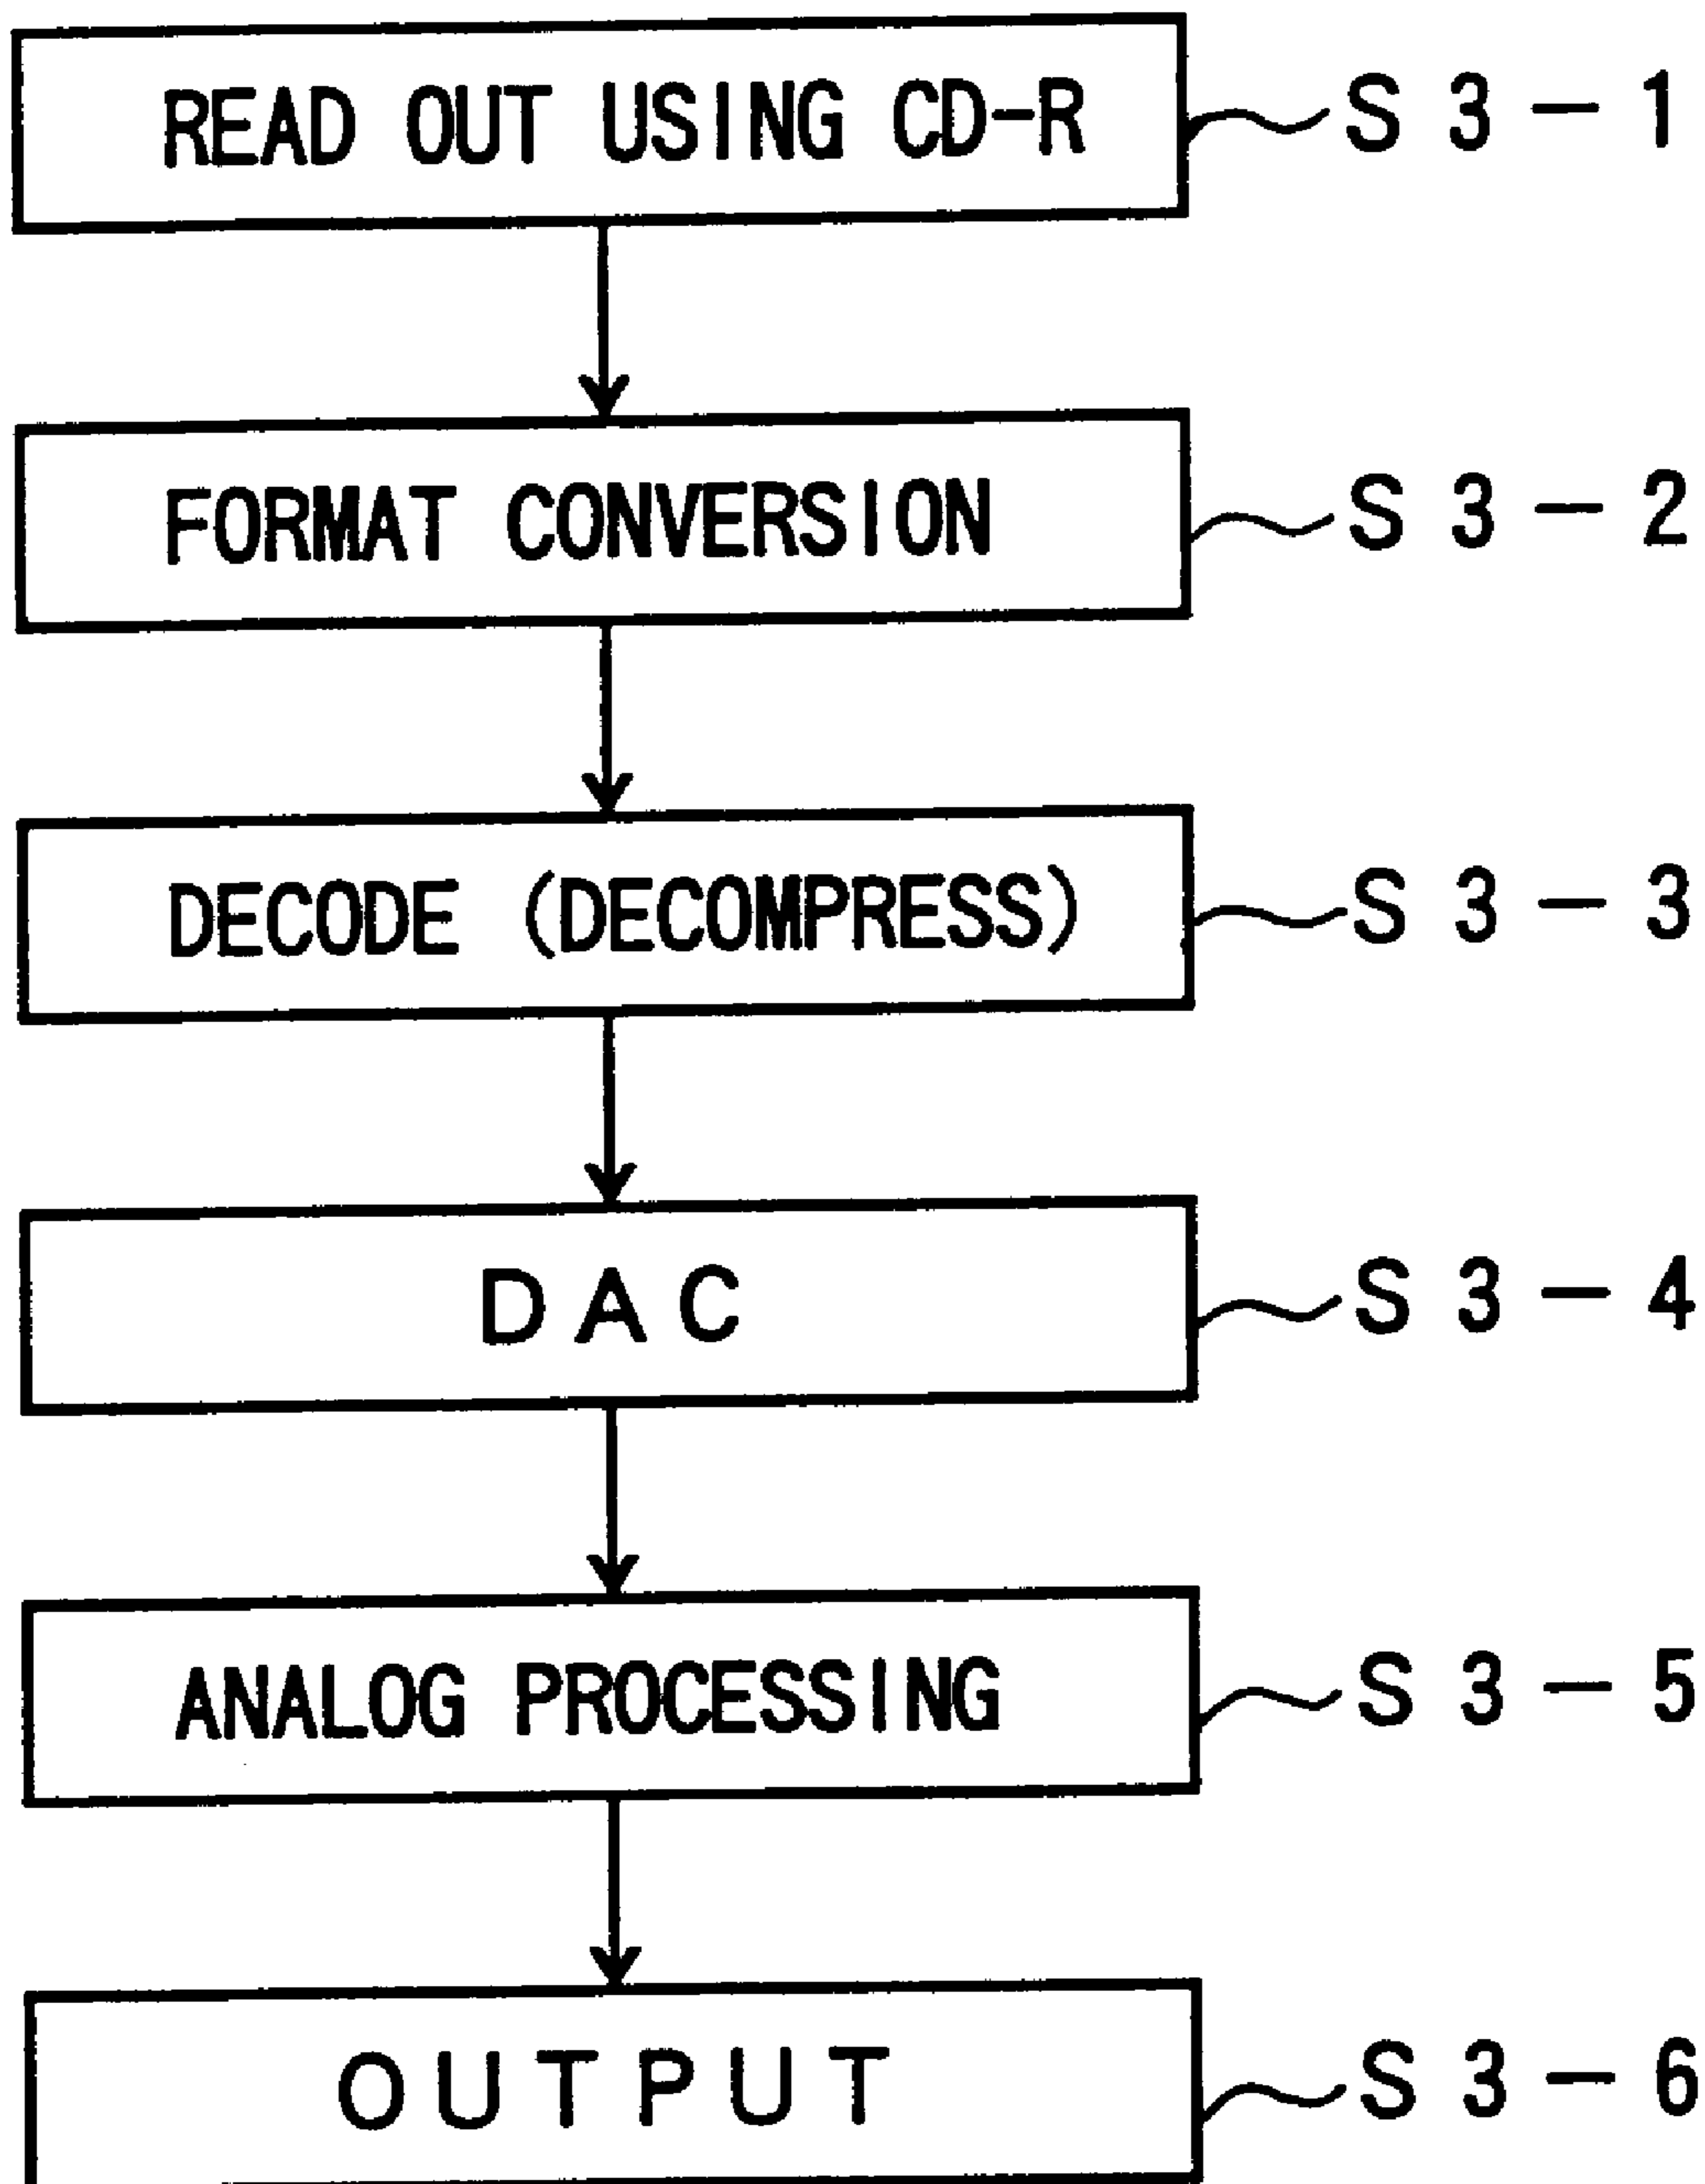 READ OUT USING CD-R S3-1
FORMAT CONVERSION S3-2
DECODE (DECOMPRESS) S3-3
DAC S3-4
ANALOG PROCESSING S3-5
OUTPUT S3-6